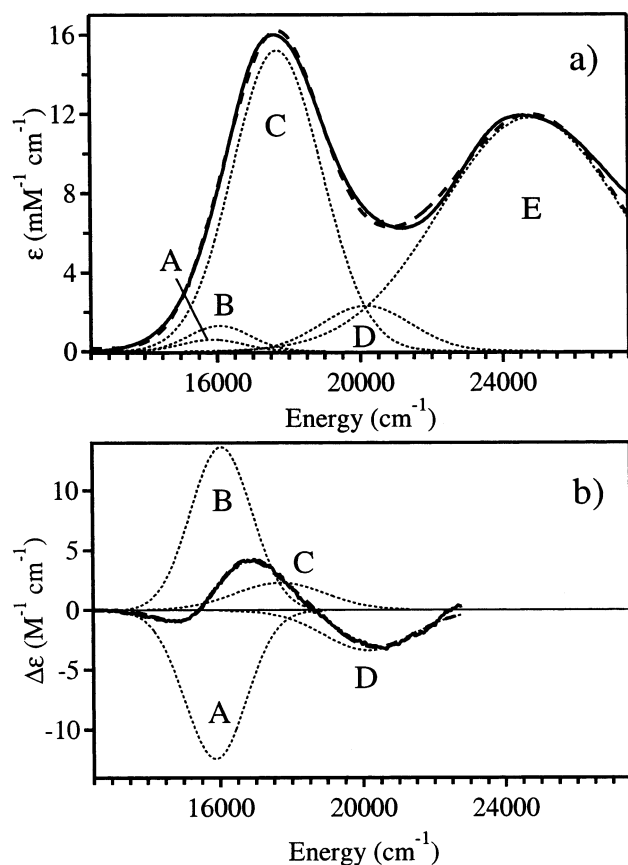 a)
16
12
8
4
0
ε (mM⁻¹ cm⁻¹)
A
B
C
D
E
16000 20000 24000
Energy (cm⁻¹)
b)
10
5
0
-5
-10
Δε (M⁻¹ cm⁻¹)
B
C
A
D
16000 20000 24000
Energy (cm⁻¹)